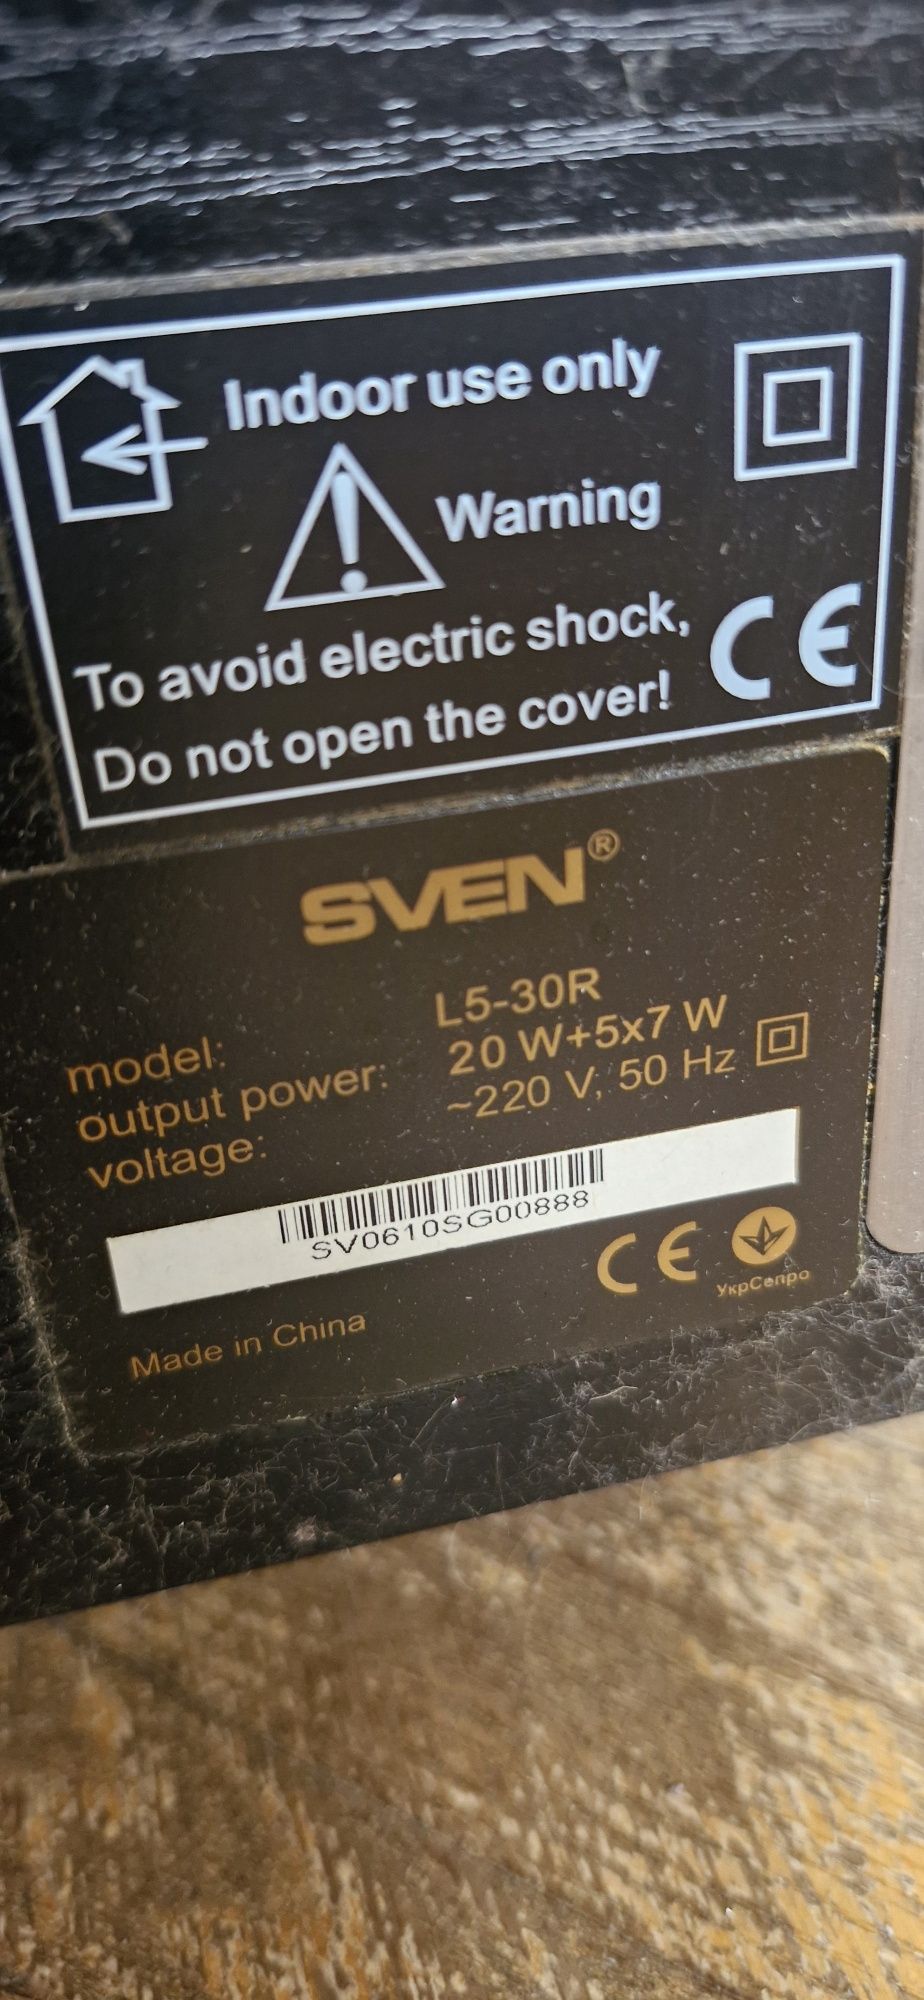 Indoor use only
Warning
To avoid electric shock,
Do not open the cover!
CE
SVEN®
model: L5-30R
output power: 20 W+5x7 W
voltage: ~220 V, 50 Hz
SV0610SG00888
CE
УкрСепро
Made in China